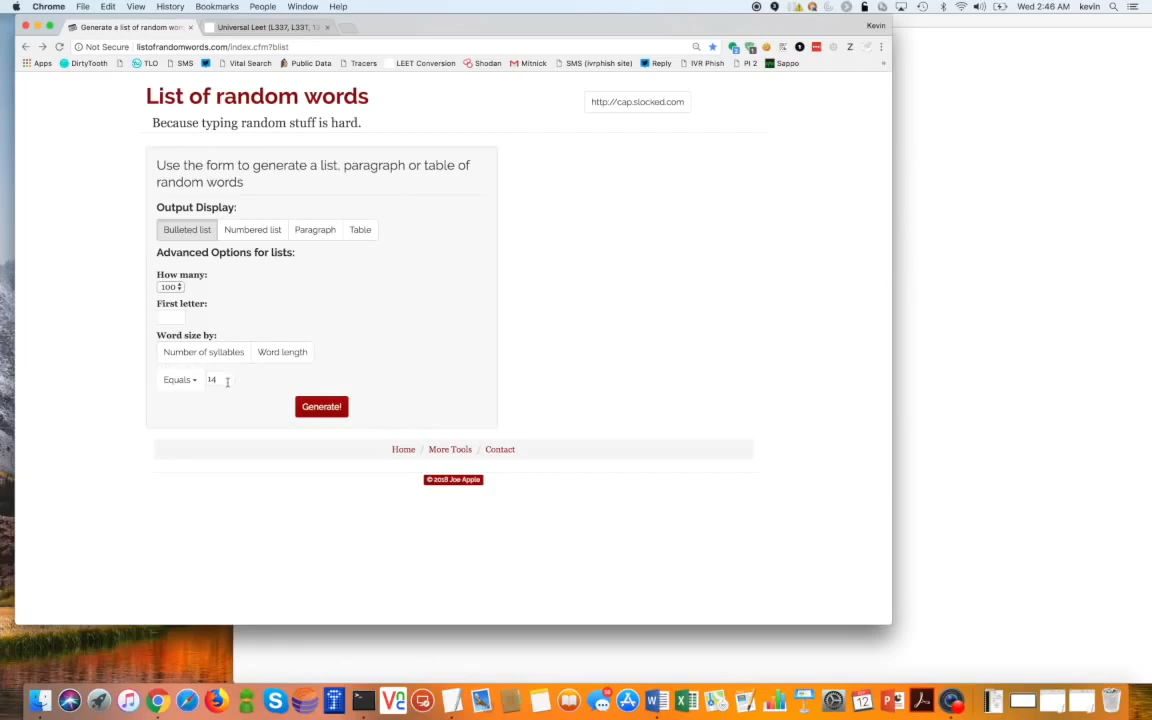 Chrome File Edit View History Bookmarks People Window Help Wed 2:46 AM kevin
Generate a list of random wor Universal Leet (L337, L33T, 13 Kevin
Not Secure listofrandomwords.com/index.cfm?blist
Apps DirtyTooth TLO SMS Vital Search Public Data Tracers LEET Conversion Shodan Mitnick SMS (ivrphish site) Reply IVR Phish PI 2 Sappo
List of random words
http://cap.slocked.com
Because typing random stuff is hard.
Use the form to generate a list, paragraph or table of
random words
Output Display:
Bulleted list Numbered list Paragraph Table
Advanced Options for lists:
How many:
100
First letter:
Word size by:
Number of syllables Word length
Equals 14
Generate!
Home / More Tools / Contact
© 2018 Joe Apple